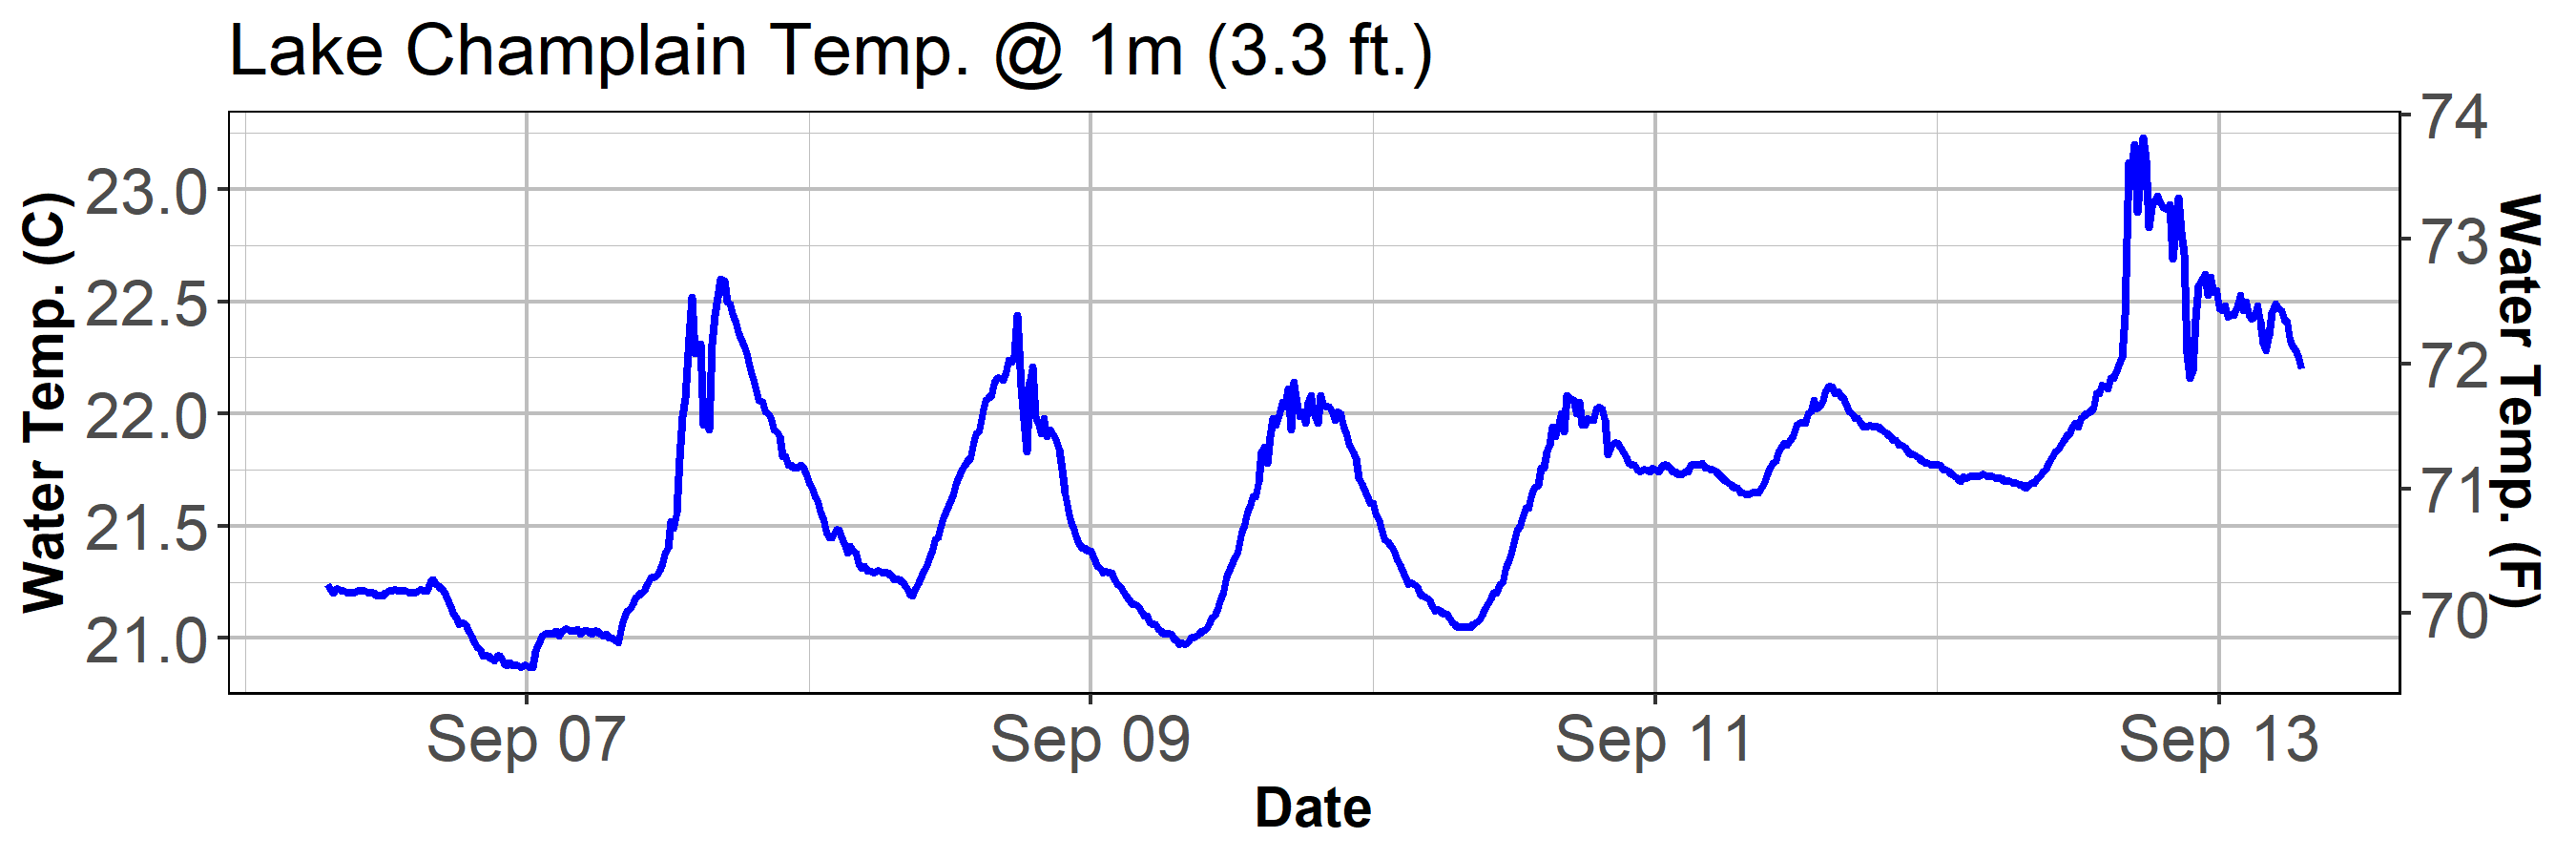 Lake Champlain Temp. @ 1m (3.3 ft.)
Water Temp. (C)
23.0
22.5
22.0
21.5
21.0
74
73
72
71
70
Water Temp. (F)
Sep 07
Sep 09
Sep 11
Sep 13
Date